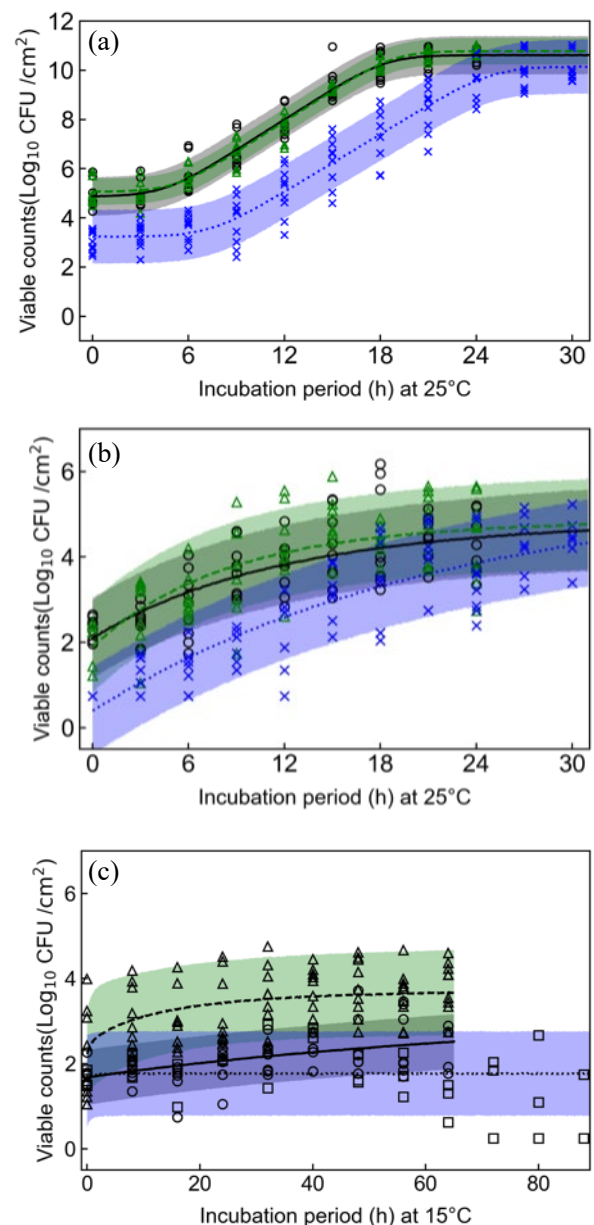 (a)
12
10
8
6
4
2
0
Viable counts(Log₁₀ CFU /cm²)
0 6 12 18 24 30
Incubation period (h) at 25°C
(b)
6
4
2
0
Viable counts(Log₁₀ CFU /cm²)
0 6 12 18 24 30
Incubation period (h) at 25°C
(c)
6
4
2
0
Viable counts(Log₁₀ CFU /cm²)
0 20 40 60 80
Incubation period (h) at 15°C